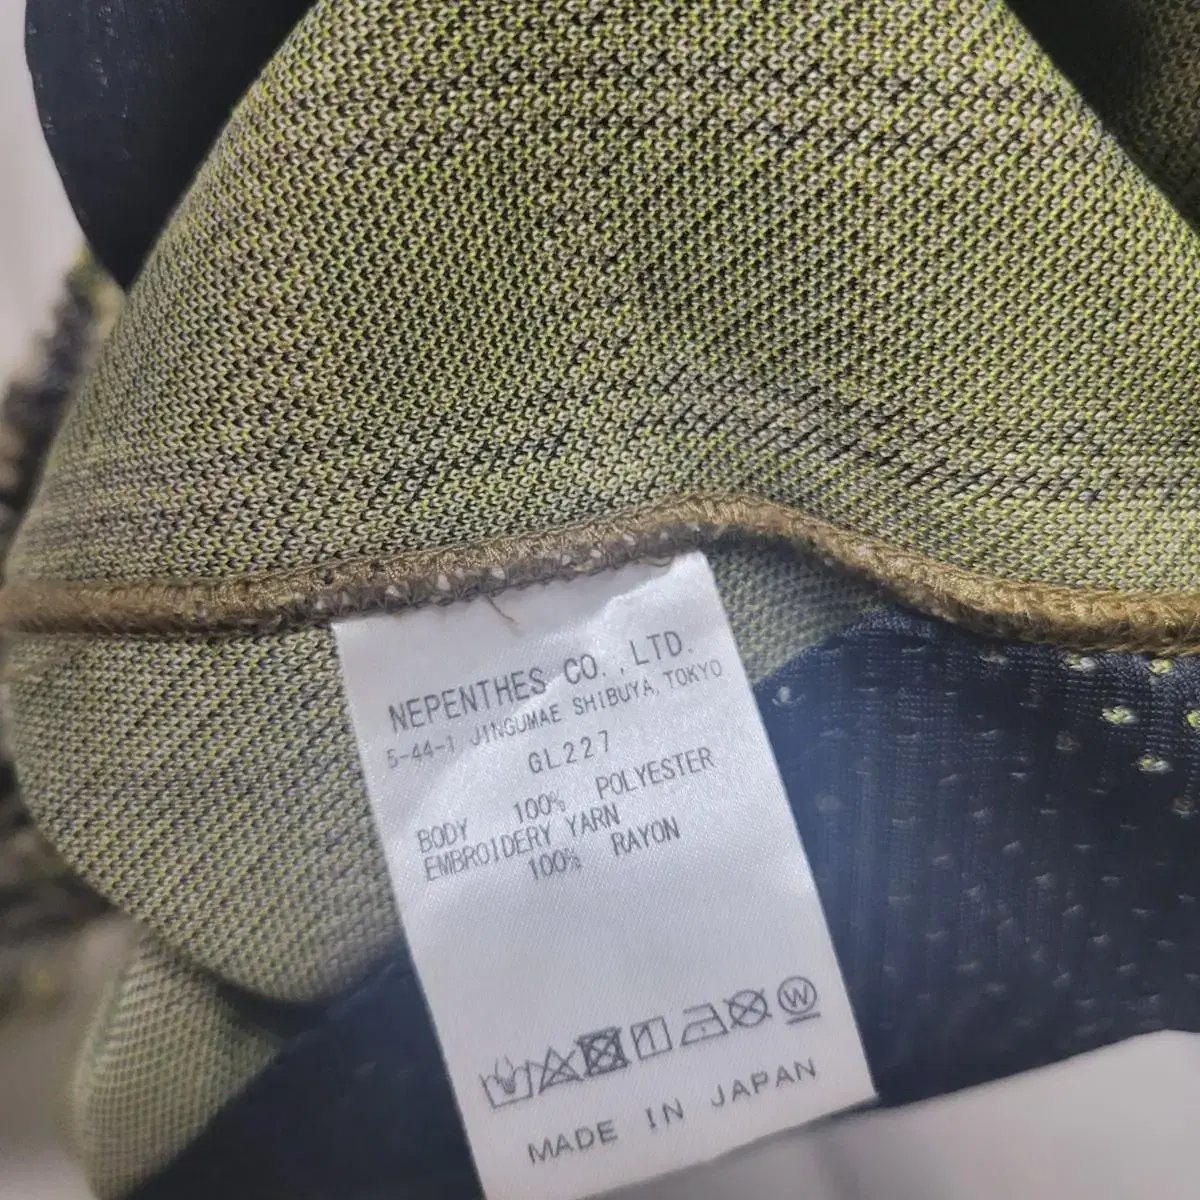 NEPENTHES CO.,LTD.
5-44-1 JINGUMAE SHIBUYA, TOKYO
GL227
BODY 100% POLYESTER
EMBROIDERY YARN
100% RAYON
W
MADE IN JAPAN